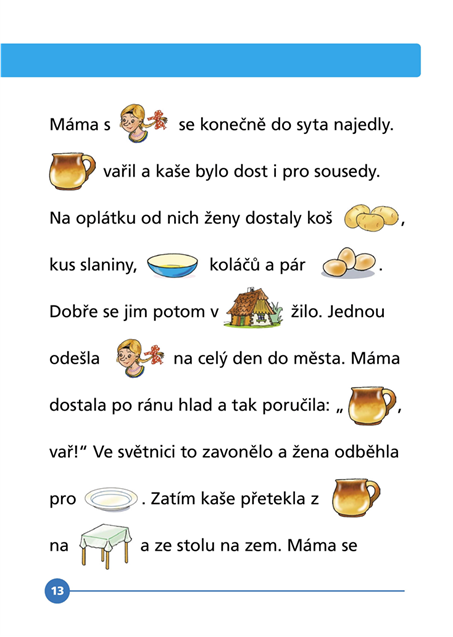 Máma s se konečně do syta najedly.
vařil a kaše bylo dost i pro sousedy.
Na oplátku od nich ženy dostaly koš ,
kus slaniny, koláčů a pár .
Dobře se jim potom v žilo. Jednou
odešla na celý den do města. Máma
dostala po ránu hlad a tak poručila: „ ,
vař!“ Ve světnici to zavonělo a žena odběhla
pro . Zatím kaše přetekla z
na a ze stolu na zem. Máma se
13